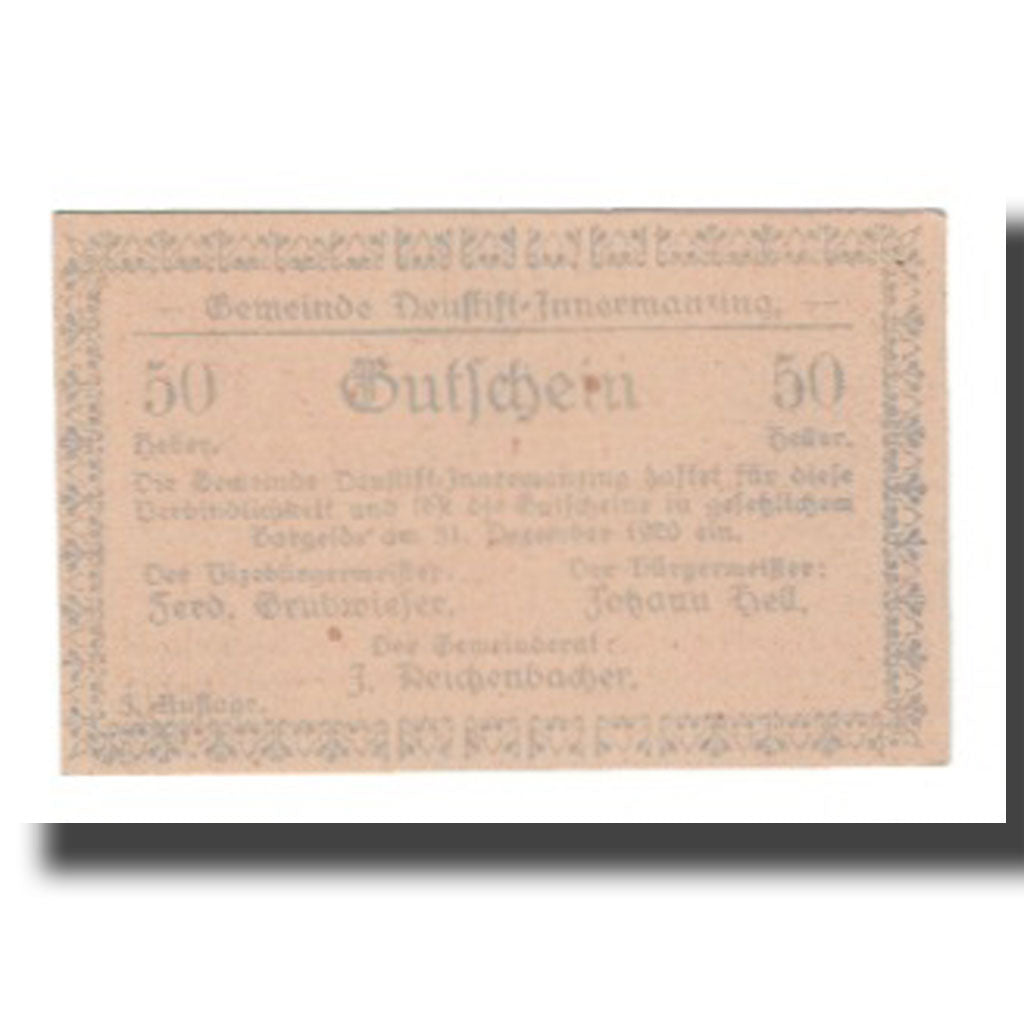 — Gemeinde Neustift-Innermanzing. —
50 Gutschein 50
Heller. Heller.
Die Gemeinde Neustift-Innermanzing haftet für diese
Verbindlichkeit und löst die Gutscheine in gesetzlichem
Bargelde am 31. Dezember 1920 ein.
Der Vizebürgermeister: Der Bürgermeister:
Ferd. Grubwieser. Johann Hell.
Der Gemeinderat:
J. Reichenbacher.
Auflage.